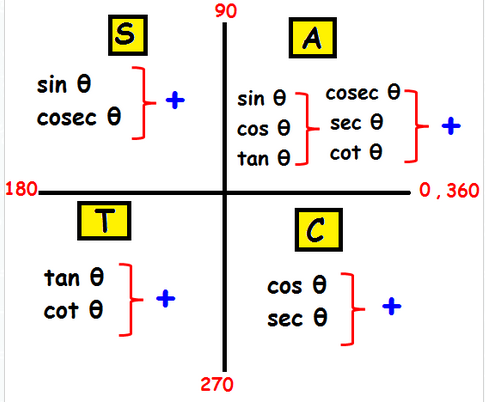 90
S
A
sin θ
cosec θ
+
sin θ
cos θ
tan θ
cosec θ
sec θ
cot θ
+
180
0 , 360
T
C
tan θ
cot θ
+
cos θ
sec θ
+
270